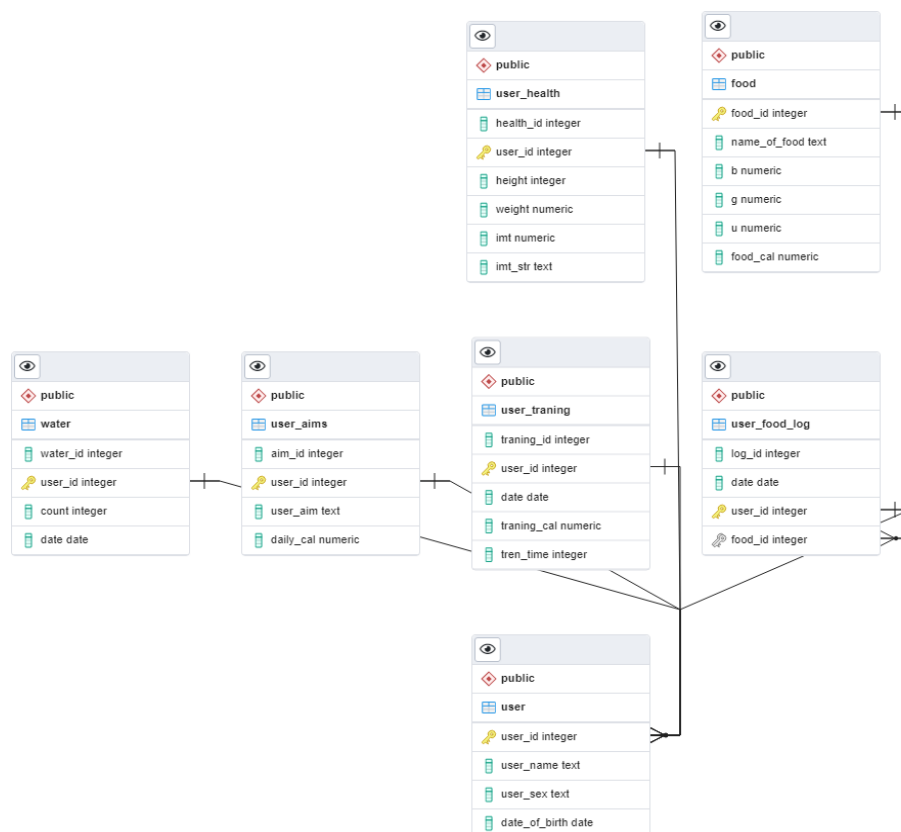 public
user_health
health_id integer
user_id integer
height integer
weight numeric
imt numeric
imt_str text
public
food
food_id integer
name_of_food text
b numeric
g numeric
u numeric
food_cal numeric
public
water
water_id integer
user_id integer
count integer
date date
public
user_aims
aim_id integer
user_id integer
user_aim text
daily_cal numeric
public
user_traning
traning_id integer
user_id integer
date date
traning_cal numeric
tren_time integer
public
user_food_log
log_id integer
date date
user_id integer
food_id integer
public
user
user_id integer
user_name text
user_sex text
date_of_birth date